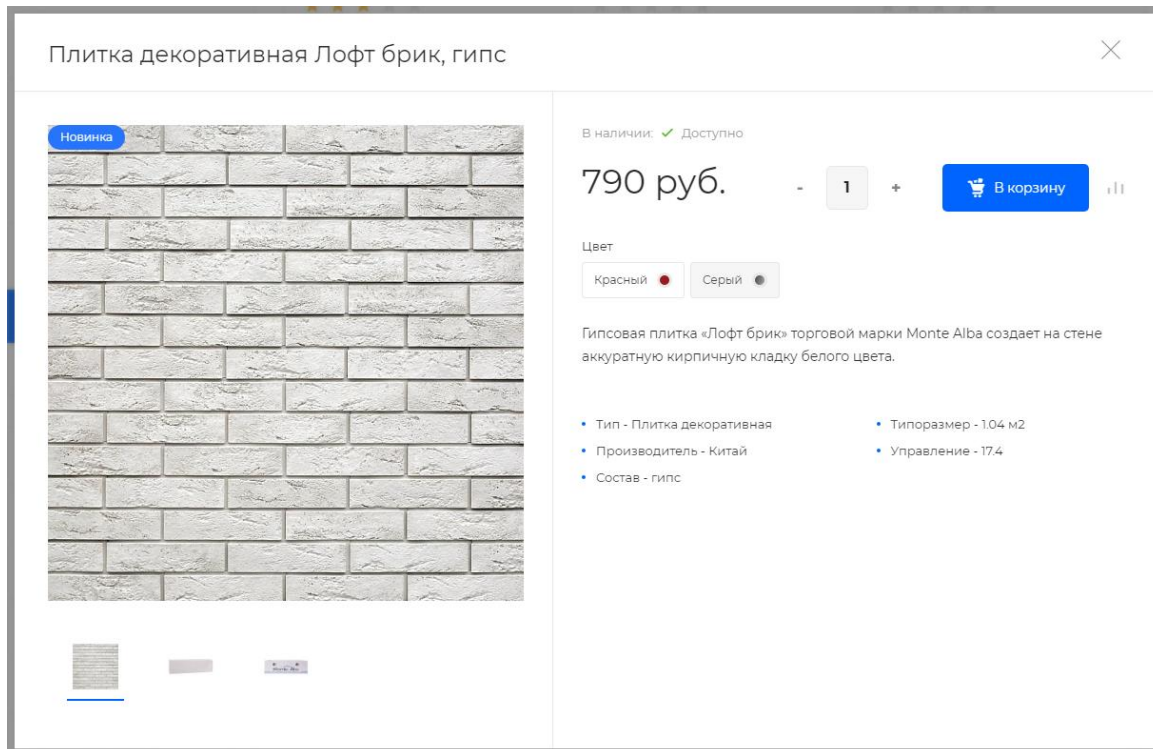 Плитка декоративная Лофт брик, гипс
Новинка
В наличии: Доступно
790 руб.
- 1 +
В корзину
Цвет
Красный
Серый
Гипсовая плитка «Лофт брик» торговой марки Monte Alba создает на стене
аккуратную кирпичную кладку белого цвета.
• Тип - Плитка декоративная
• Производитель - Китай
• Состав - гипс
• Типоразмер - 1.04 м2
• Управление - 17.4